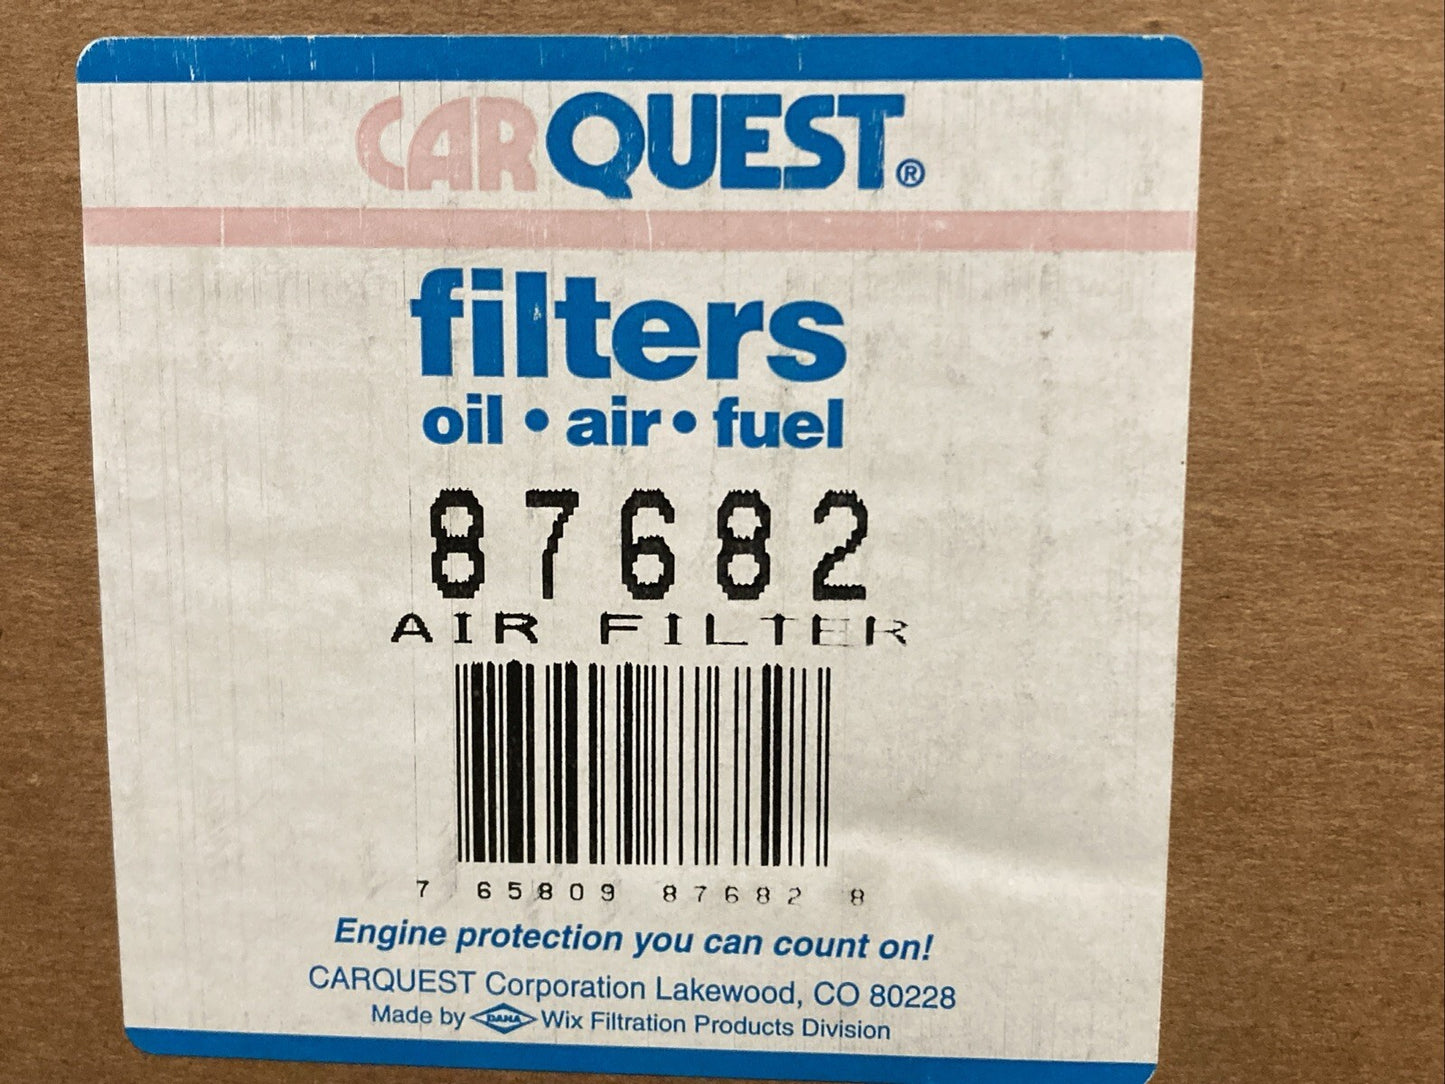 CARQUEST®
filters
oil • air • fuel
87682
AIR FILTER
7 65809 87682 8
Engine protection you can count on!
CARQUEST Corporation Lakewood, CO 80228
Made by DANA Wix Filtration Products Division